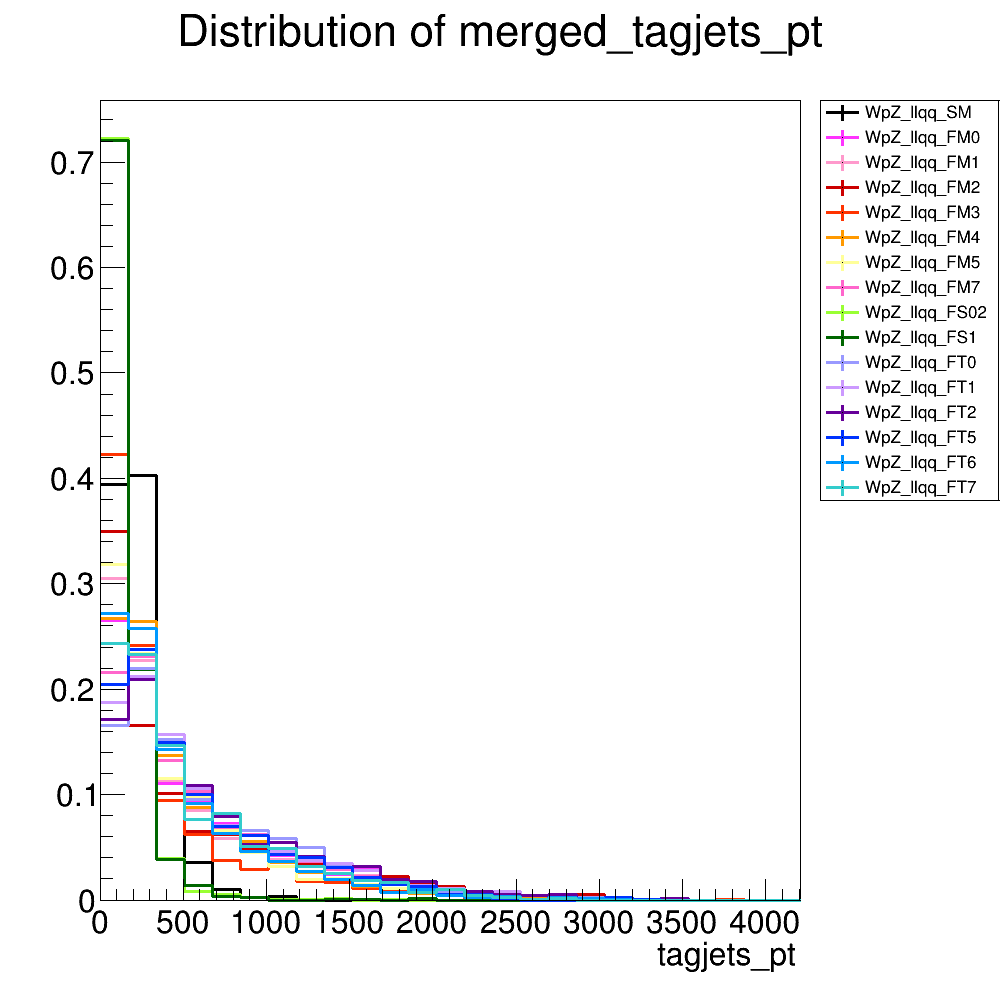 Distribution of merged_tagjets_pt
WpZ_llqq_SM
WpZ_llqq_FM0
WpZ_llqq_FM1
WpZ_llqq_FM2
WpZ_llqq_FM3
WpZ_llqq_FM4
WpZ_llqq_FM5
WpZ_llqq_FM7
WpZ_llqq_FS02
WpZ_llqq_FS1
WpZ_llqq_FT0
WpZ_llqq_FT1
WpZ_llqq_FT2
WpZ_llqq_FT5
WpZ_llqq_FT6
WpZ_llqq_FT7
0.7
0.6
0.5
0.4
0.3
0.2
0.1
0
0 500 1000 1500 2000 2500 3000 3500 4000
tagjets_pt